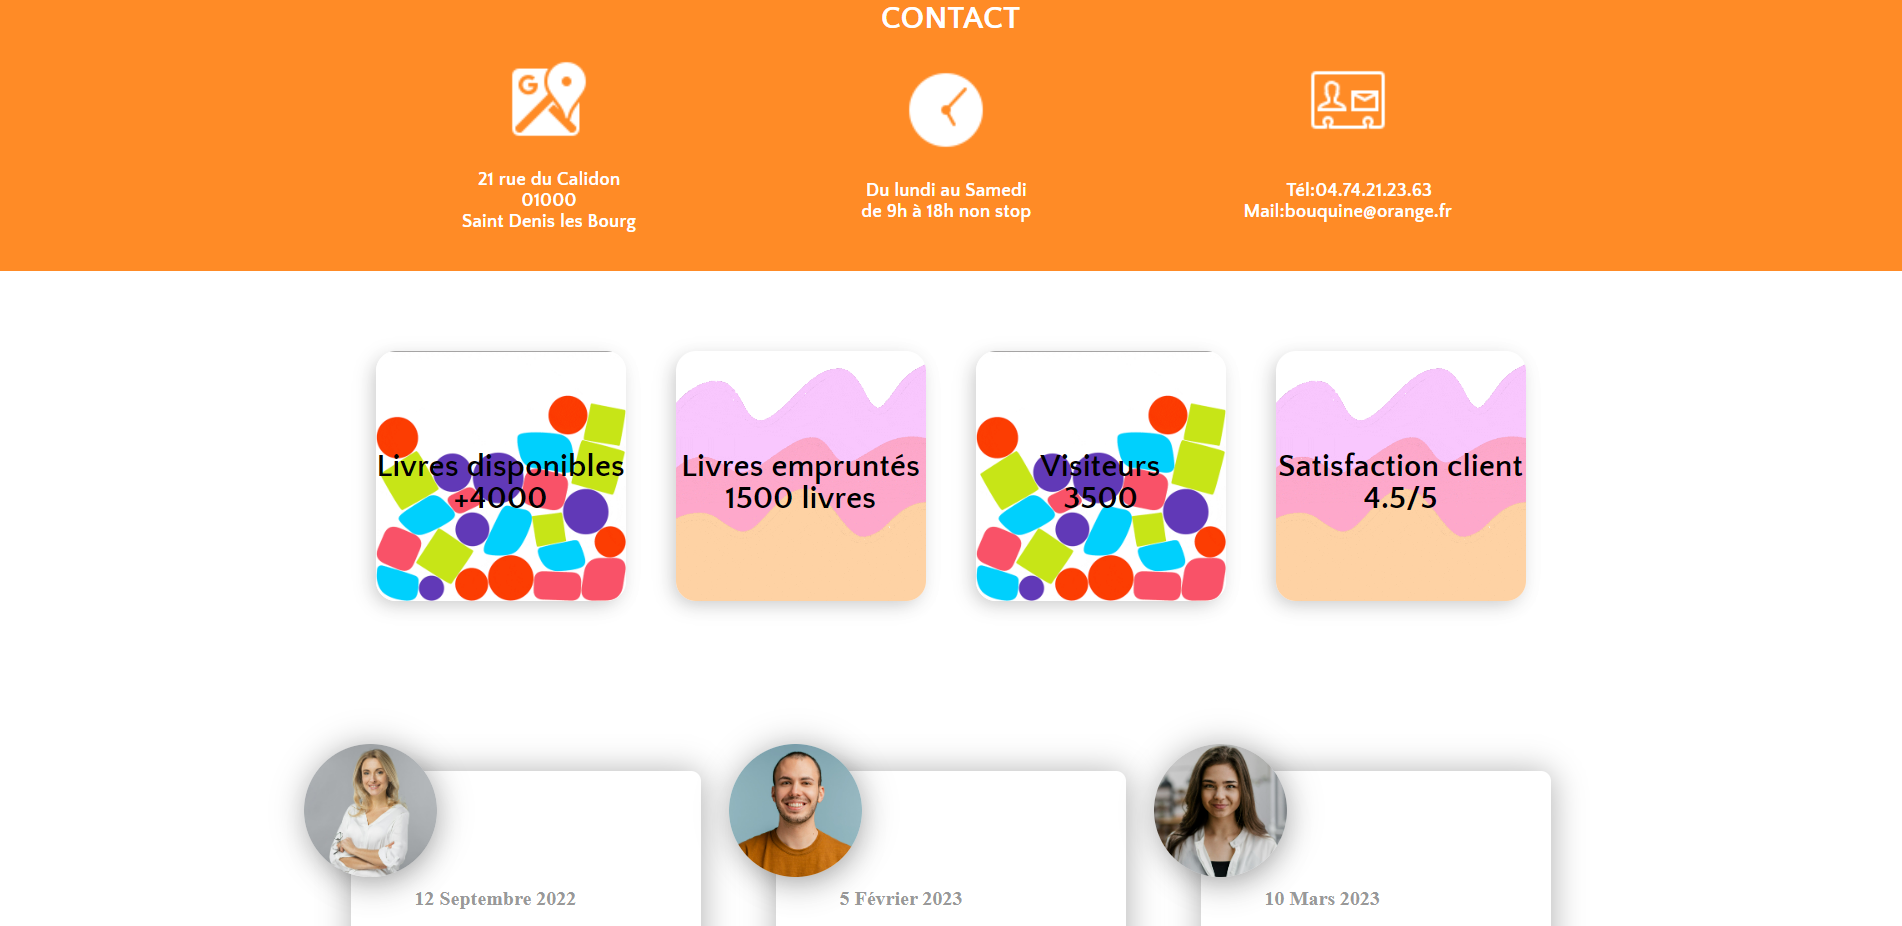 CONTACT
G
21 rue du Calidon
01000
Saint Denis les Bourg
Du lundi au Samedi
de 9h à 18h non stop
Tél:04.74.21.23.63
Mail:bouquine@orange.fr
Livres disponibles
+4000
Livres empruntés
1500 livres
Visiteurs
3500
Satisfaction client
4.5/5
12 Septembre 2022
5 Février 2023
10 Mars 2023